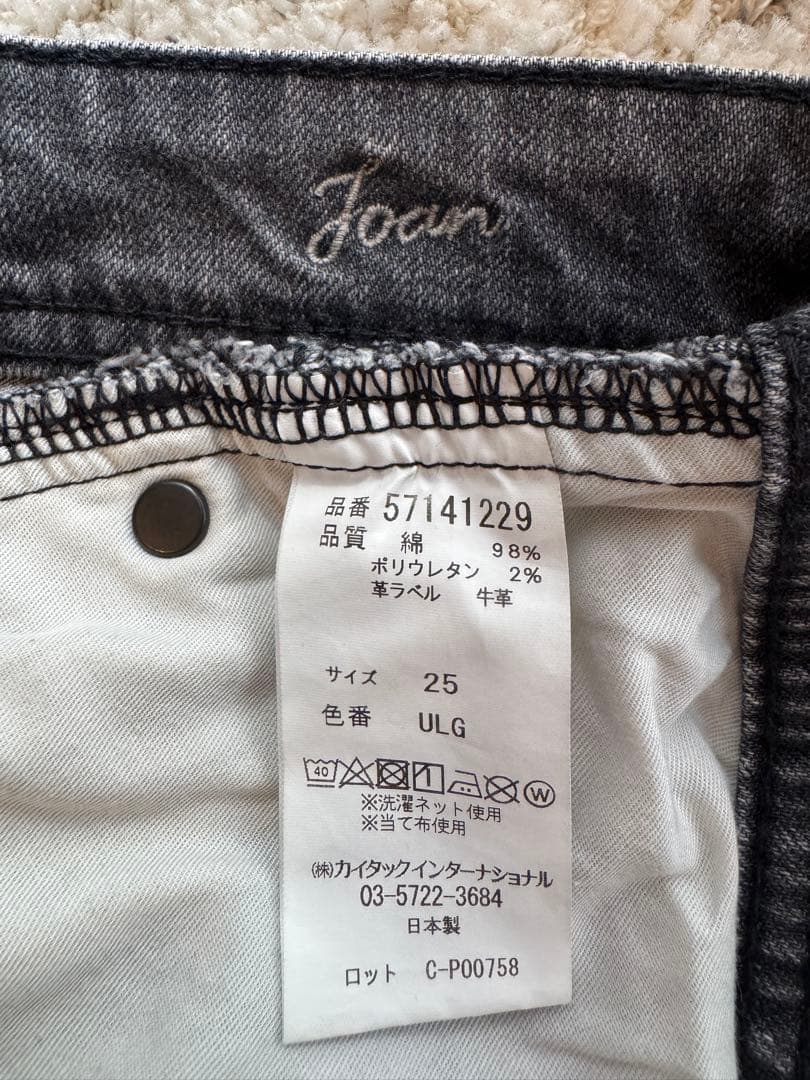 Joan
品番 57141229
品質 綿 98%
ポリウレタン 2%
革ラベル 牛革
サイズ 25
色番 ULG
40 W
※洗濯ネット使用
※当て布使用
㈱カイタックインターナショナル
03-5722-3684
日本製
ロット C-P00758